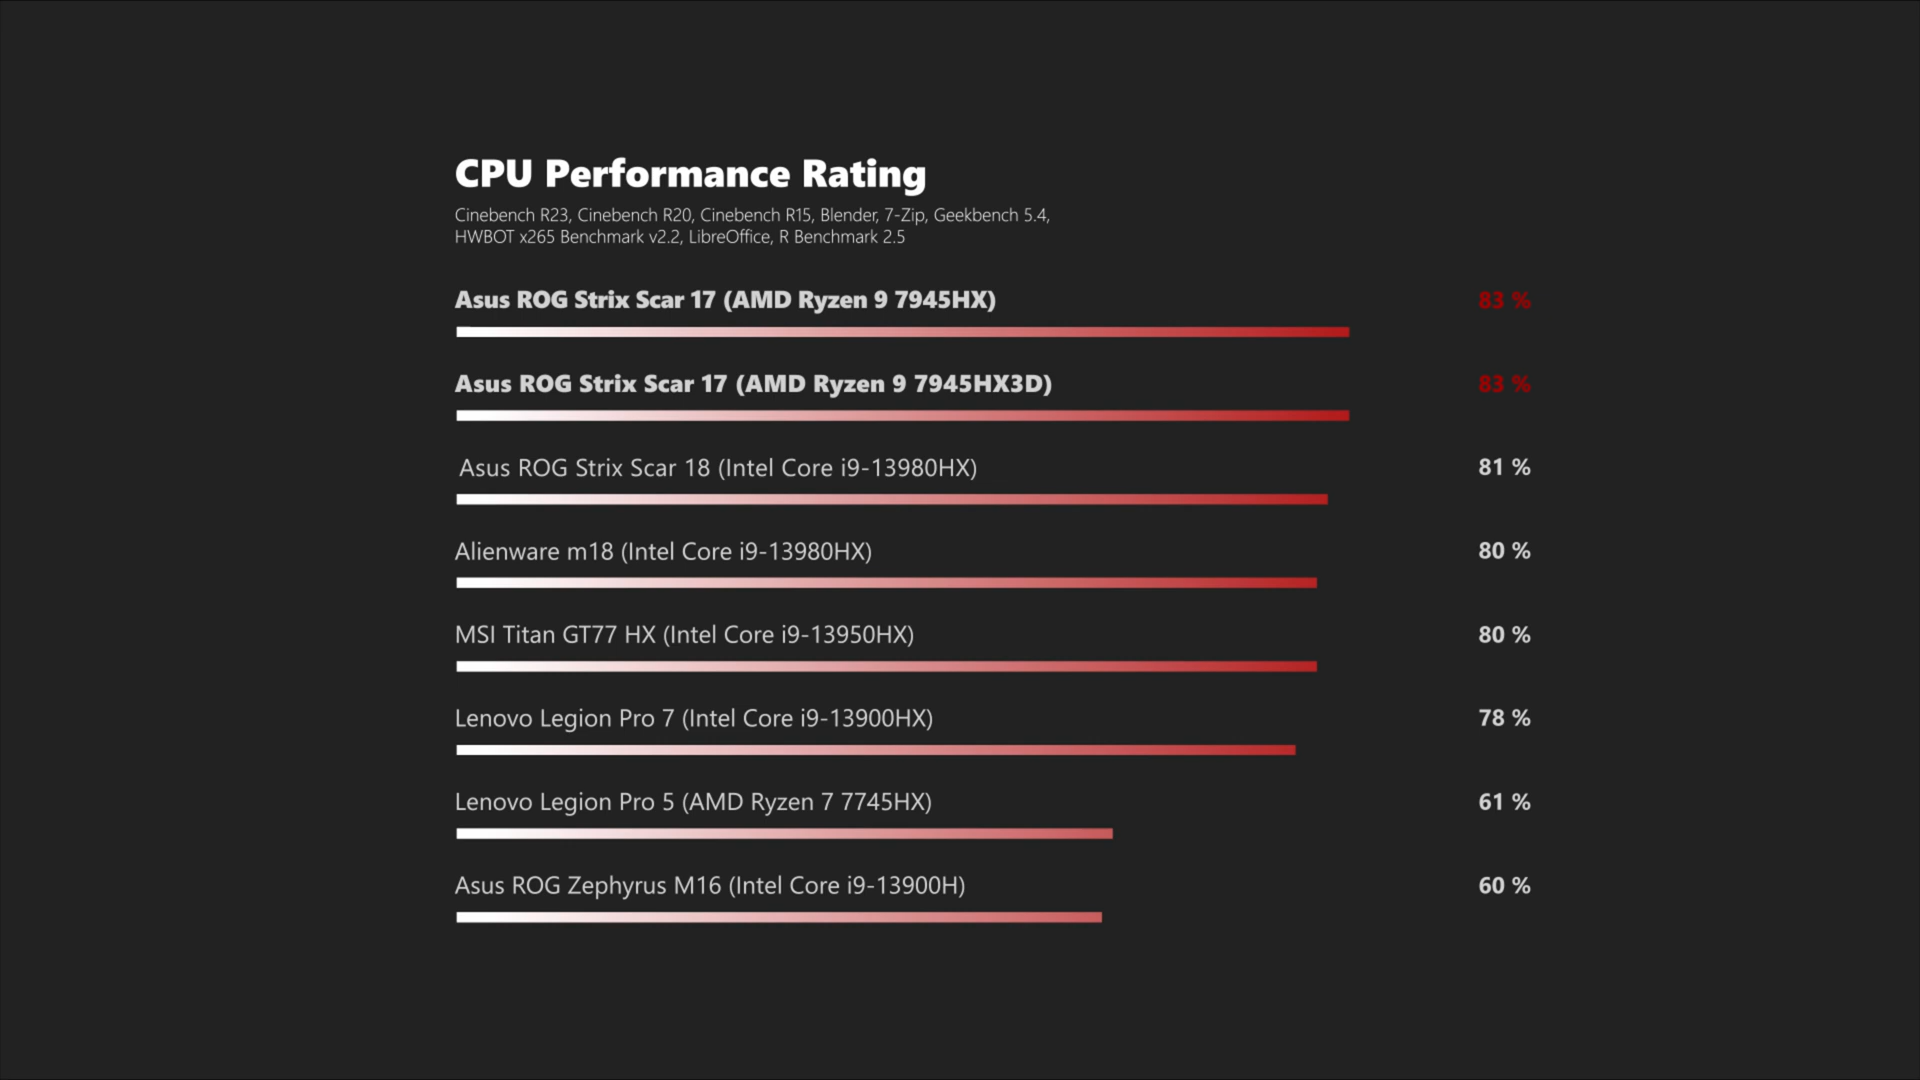 CPU Performance Rating
Cinebench R23, Cinebench R20, Cinebench R15, Blender, 7-Zip, Geekbench 5.4,
HWBOT x265 Benchmark v2.2, LibreOffice, R Benchmark 2.5
Asus ROG Strix Scar 17 (AMD Ryzen 9 7945HX) 83 %
Asus ROG Strix Scar 17 (AMD Ryzen 9 7945HX3D) 83 %
Asus ROG Strix Scar 18 (Intel Core i9-13980HX) 81 %
Alienware m18 (Intel Core i9-13980HX) 80 %
MSI Titan GT77 HX (Intel Core i9-13950HX) 80 %
Lenovo Legion Pro 7 (Intel Core i9-13900HX) 78 %
Lenovo Legion Pro 5 (AMD Ryzen 7 7745HX) 61 %
Asus ROG Zephyrus M16 (Intel Core i9-13900H) 60 %